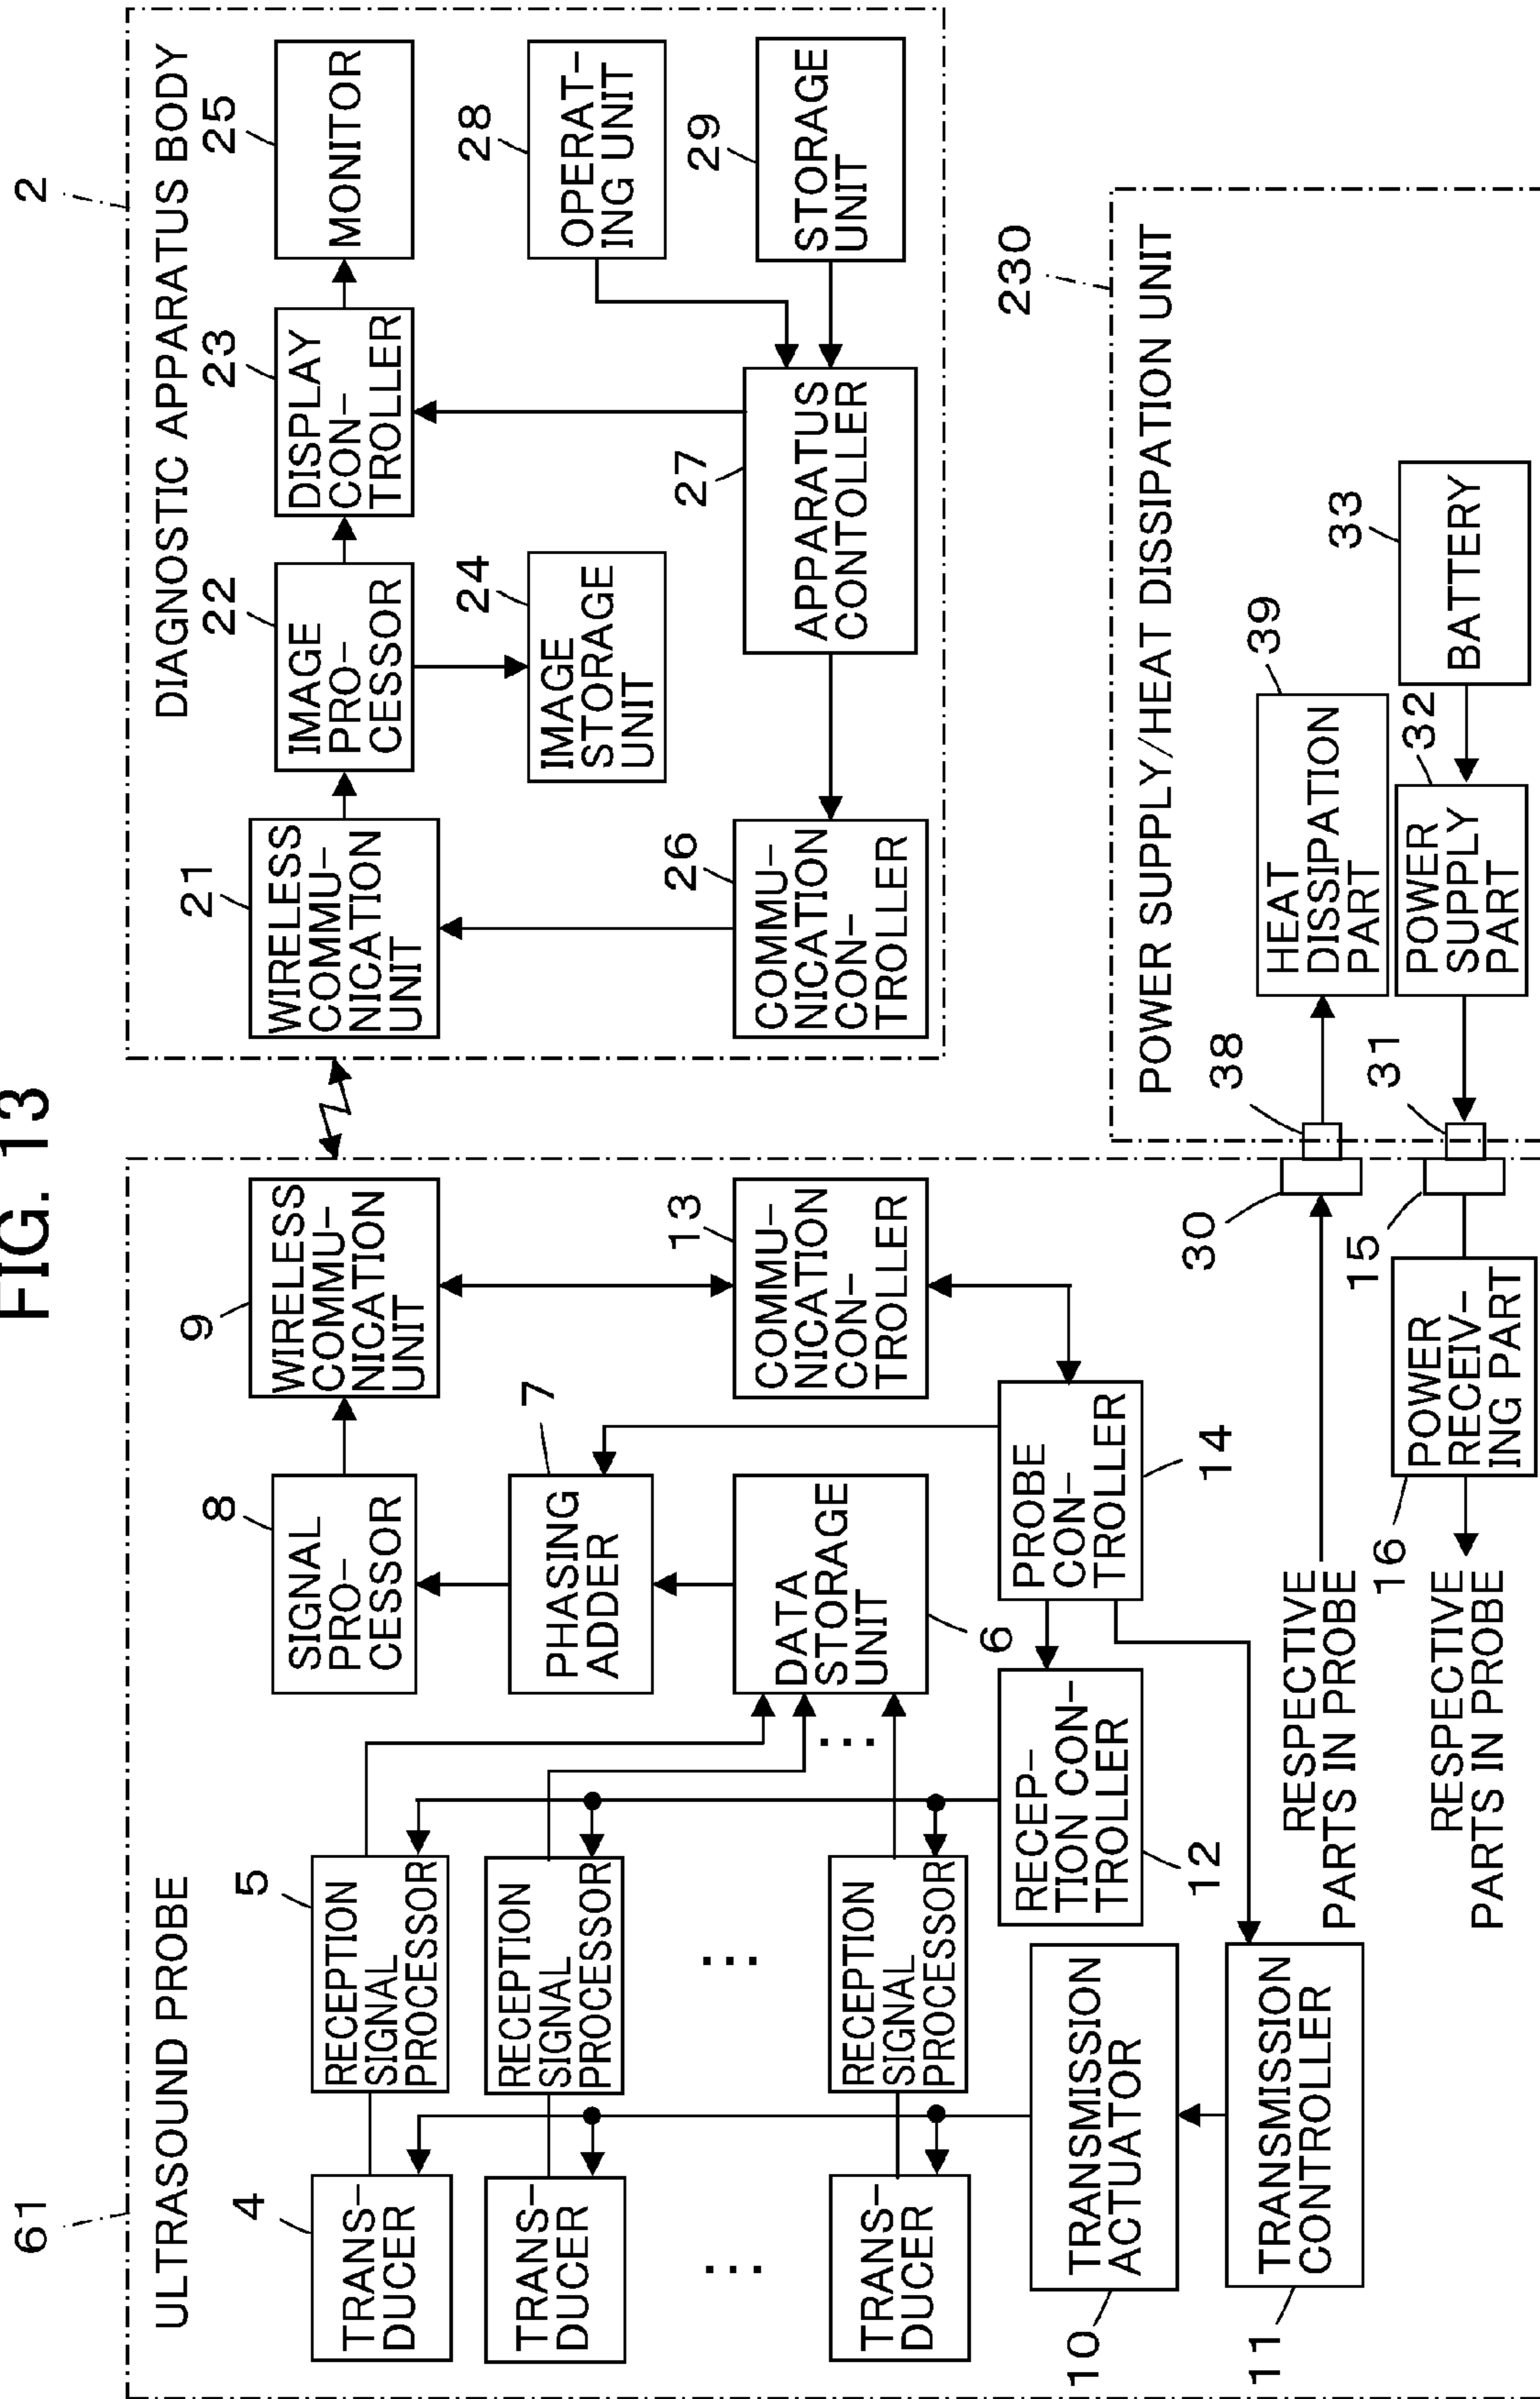 FIG. 13
61
ULTRASOUND PROBE
4
TRANS-
DUCER
TRANS-
DUCER
...
TRANS-
DUCER
5
RECEPTION
SIGNAL
PROCESSOR
RECEPTION
SIGNAL
PROCESSOR
...
RECEPTION
SIGNAL
PROCESSOR
...
8
SIGNAL
PRO-
CESSOR
7
PHASING
ADDER
DATA
STORAGE
UNIT
6
9
WIRELESS
COMMU-
NICATION
UNIT
13
COMMU-
NICATION
CON-
TROLLER
PROBE
CON-
TROLLER
14
RECEP-
TION CON-
TROLLER
12
TRANSMISSION
ACTUATOR
10
TRANSMISSION
CONTROLLER
11
RESPECTIVE
PARTS IN PROBE
30
RESPECTIVE
PARTS IN PROBE
16
POWER
RECEIV-
ING PART
15
2
DIAGNOSTIC APPARATUS BODY
21
WIRELESS
COMMU-
NICATION
UNIT
22
IMAGE
PRO-
CESSOR
23
DISPLAY
CON-
TROLLER
25
MONITOR
24
IMAGE
STORAGE
UNIT
28
OPERAT-
ING UNIT
26
COMMU-
NICATION
CON-
TROLLER
27
APPARATUS
CONTOLLER
29
STORAGE
UNIT
230
POWER SUPPLY/HEAT DISSIPATION UNIT
38
HEAT
DISSIPATION
PART
39
31
POWER
SUPPLY
PART
32
33
BATTERY